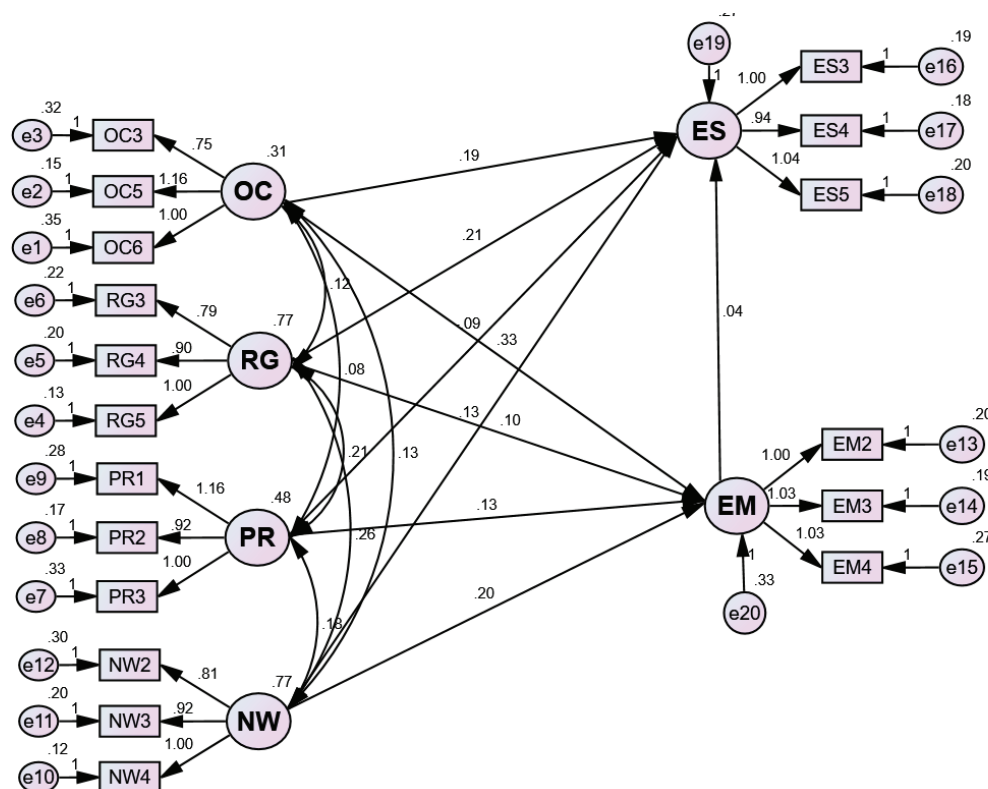 e19
.19
1.00
ES3
1
e16
1
.18
.32
e3
1
OC3
.75
.31
ES
.94
ES4
1
e17
.15
e2
1
OC5
1.16
OC
.19
1.04
.20
ES5
1
e18
.35
e1
1
OC6
1.00
.21
.22
e6
1
RG3
.79
.77
.12
.20
e5
1
RG4
.90
RG
.09
.33
.04
.08
.13
e4
1
RG5
1.00
.13
.10
.28
e9
1
PR1
1.16
.48
.21
.13
.20
1.00
EM2
1
e13
.17
e8
1
PR2
.92
PR
.13
EM
1.03
.19
EM3
1
e14
.33
e7
1
PR3
1.00
.26
1.03
.27
EM4
1
e15
1
.33
e20
.20
.30
e12
1
NW2
.81
.77
.20
e11
1
NW3
.92
NW
.12
e10
1
NW4
1.00